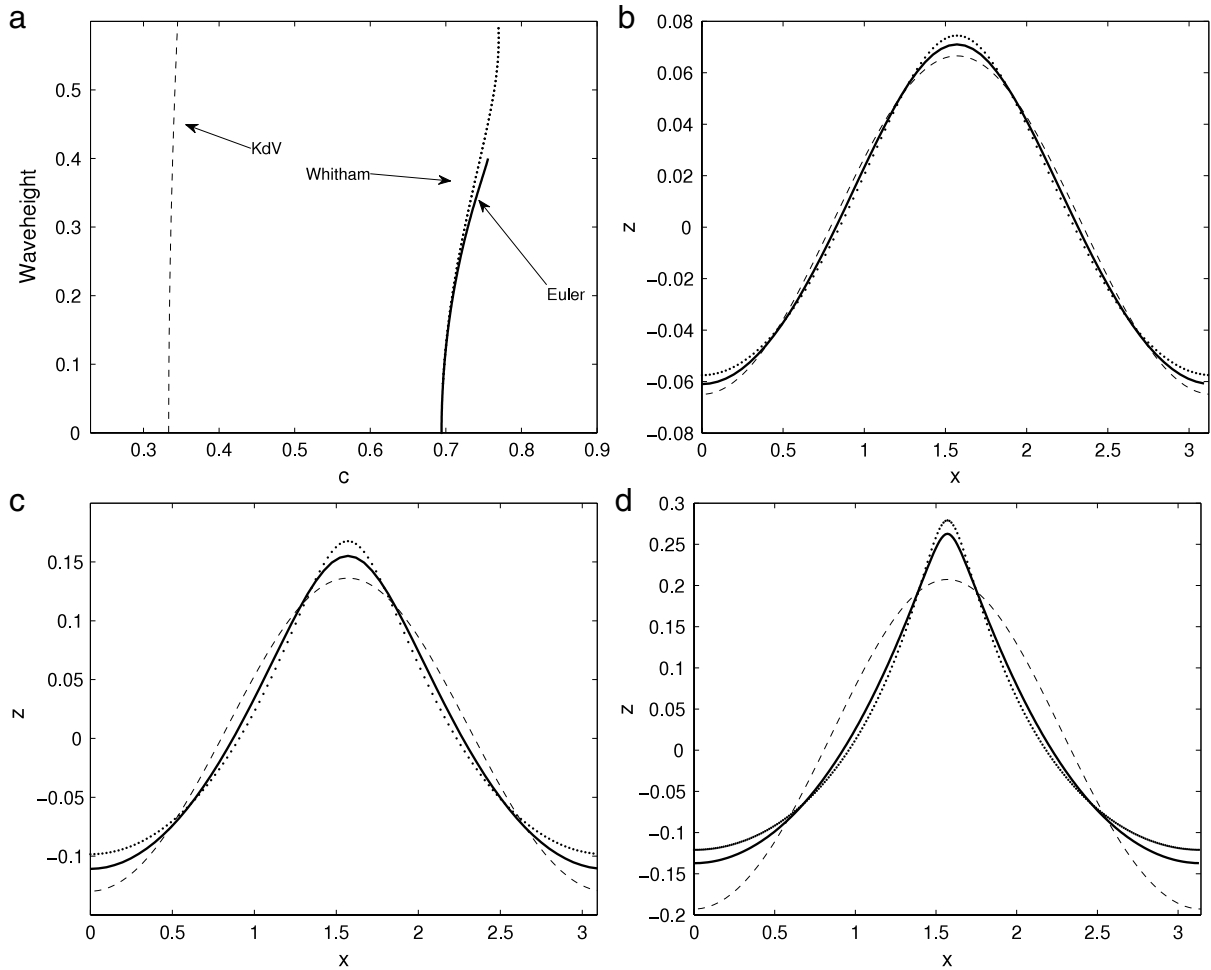 a
Waveheight
0.5
0.4
0.3
0.2
0.1
0
KdV
Whitham
Euler
0.3 0.4 0.5 0.6 0.7 0.8 0.9
c
b
z
0.08
0.06
0.04
0.02
0
−0.02
−0.04
−0.06
−0.08
0 0.5 1 1.5 2 2.5 3
x
c
z
0.15
0.1
0.05
0
−0.05
−0.1
0 0.5 1 1.5 2 2.5 3
x
d
z
0.3
0.25
0.2
0.15
0.1
0.05
0
−0.05
−0.1
−0.15
−0.2
0 0.5 1 1.5 2 2.5 3
x